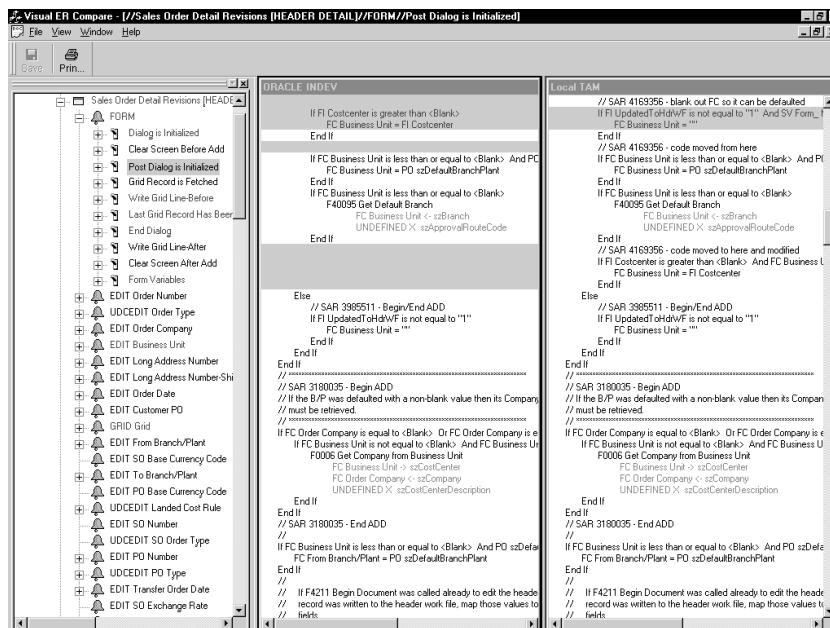 Visual ER Compare - [//Sales Order Detail Revisions [HEADER DETAIL]//FORM//Post Dialog is Initialized]
File View Window Help
Save Prin...
Sales Order Detail Revisions [HEADE
FORM
Dialog is Initialized
Clear Screen Before Add
Post Dialog is Initialized
Grid Record is Fetched
Write Grid Line-Before
Last Grid Record Has Been
End Dialog
Write Grid Line-After
Clear Screen After Add
Form Variables
EDIT Order Number
UDCEDIT Order Type
EDIT Order Company
EDIT Business Unit
EDIT Long Address Number
EDIT Long Address Number-Shi
EDIT Order Date
EDIT Customer PO
GRID Grid
EDIT From Branch/Plant
EDIT SO Base Currency Code
EDIT To Branch/Plant
EDIT PO Base Currency Code
UDCEDIT Landed Cost Rule
EDIT SO Number
UDCEDIT SO Order Type
EDIT PO Number
UDCEDIT PO Type
EDIT Transfer Order Date
EDIT SO Exchange Rate
ORACLE INDEV
If FI Costcenter is greater than <Blank>
FC Business Unit = FI Costcenter
End If
If FC Business Unit is less than or equal to <Blank> And PO
FC Business Unit = PO szDefaultBranchPlant
End If
If FC Business Unit is less than or equal to <Blank>
F40095 Get Default Branch
FC Business Unit <- szBranch
UNDEFINED X szApprovalRouteCode
End If
Else
// SAR 3985511 - Begin/End ADD
If FI UpdatedToHdrWF is not equal to "1"
FC Business Unit = ""
End If
End If
End If
// ****************************************************************
// SAR 3180035 - Begin ADD
// If the B/P was defaulted with a non-blank value then its Company
// must be retrieved.
// ****************************************************************
If FC Order Company is equal to <Blank> Or FC Order Company is e
If FC Business Unit is not equal to <Blank> And FC Business Un
F0006 Get Company from Business Unit
FC Business Unit -> szCostCenter
FC Order Company <- szCompany
UNDEFINED X szCostCenterDescription
End If
End If
// SAR 3180035 - End ADD
//
If FC Business Unit is less than or equal to <Blank> And PO szDefau
FC From Branch/Plant = PO szDefaultBranchPlant
End If
//
// If F4211 Begin Document was called already to edit the heade
// record was written to the header work file, map those values to
// fields.
Local TAM
// SAR 4169356 - blank out FC so it can be defaulted
If FI UpdatedToHdrWF is not equal to "1" And SV Form_
FC Business Unit = ""
End If
// SAR 4169356 - code moved from here
If FC Business Unit is less than or equal to <Blank> And PO
FC Business Unit = PO szDefaultBranchPlant
End If
If FC Business Unit is less than or equal to <Blank>
F40095 Get Default Branch
FC Business Unit <- szBranch
UNDEFINED X szApprovalRouteCode
End If
// SAR 4169356 - code moved to here and modified
If FI Costcenter is greater than <Blank> And FC Business U
FC Business Unit = FI Costcenter
End If
Else
// SAR 3985511 - Begin/End ADD
If FI UpdatedToHdrWF is not equal to "1"
FC Business Unit = ""
End If
End If
End If
// ****************************************************************
// SAR 3180035 - Begin ADD
// If the B/P was defaulted with a non-blank value then its Compan
// must be retrieved.
// ****************************************************************
If FC Order Company is equal to <Blank> Or FC Order Company is e
If FC Business Unit is not equal to <Blank> And FC Business Un
F0006 Get Company from Business Unit
FC Business Unit -> szCostCenter
FC Order Company <- szCompany
UNDEFINED X szCostCenterDescription
End If
End If
// SAR 3180035 - End ADD
//
If FC Business Unit is less than or equal to <Blank> And PO szDefa
FC From Branch/Plant = PO szDefaultBranchPlant
End If
//
// If F4211 Begin Document was called already to edit the heade
// record was written to the header work file, map those values to
// fields.